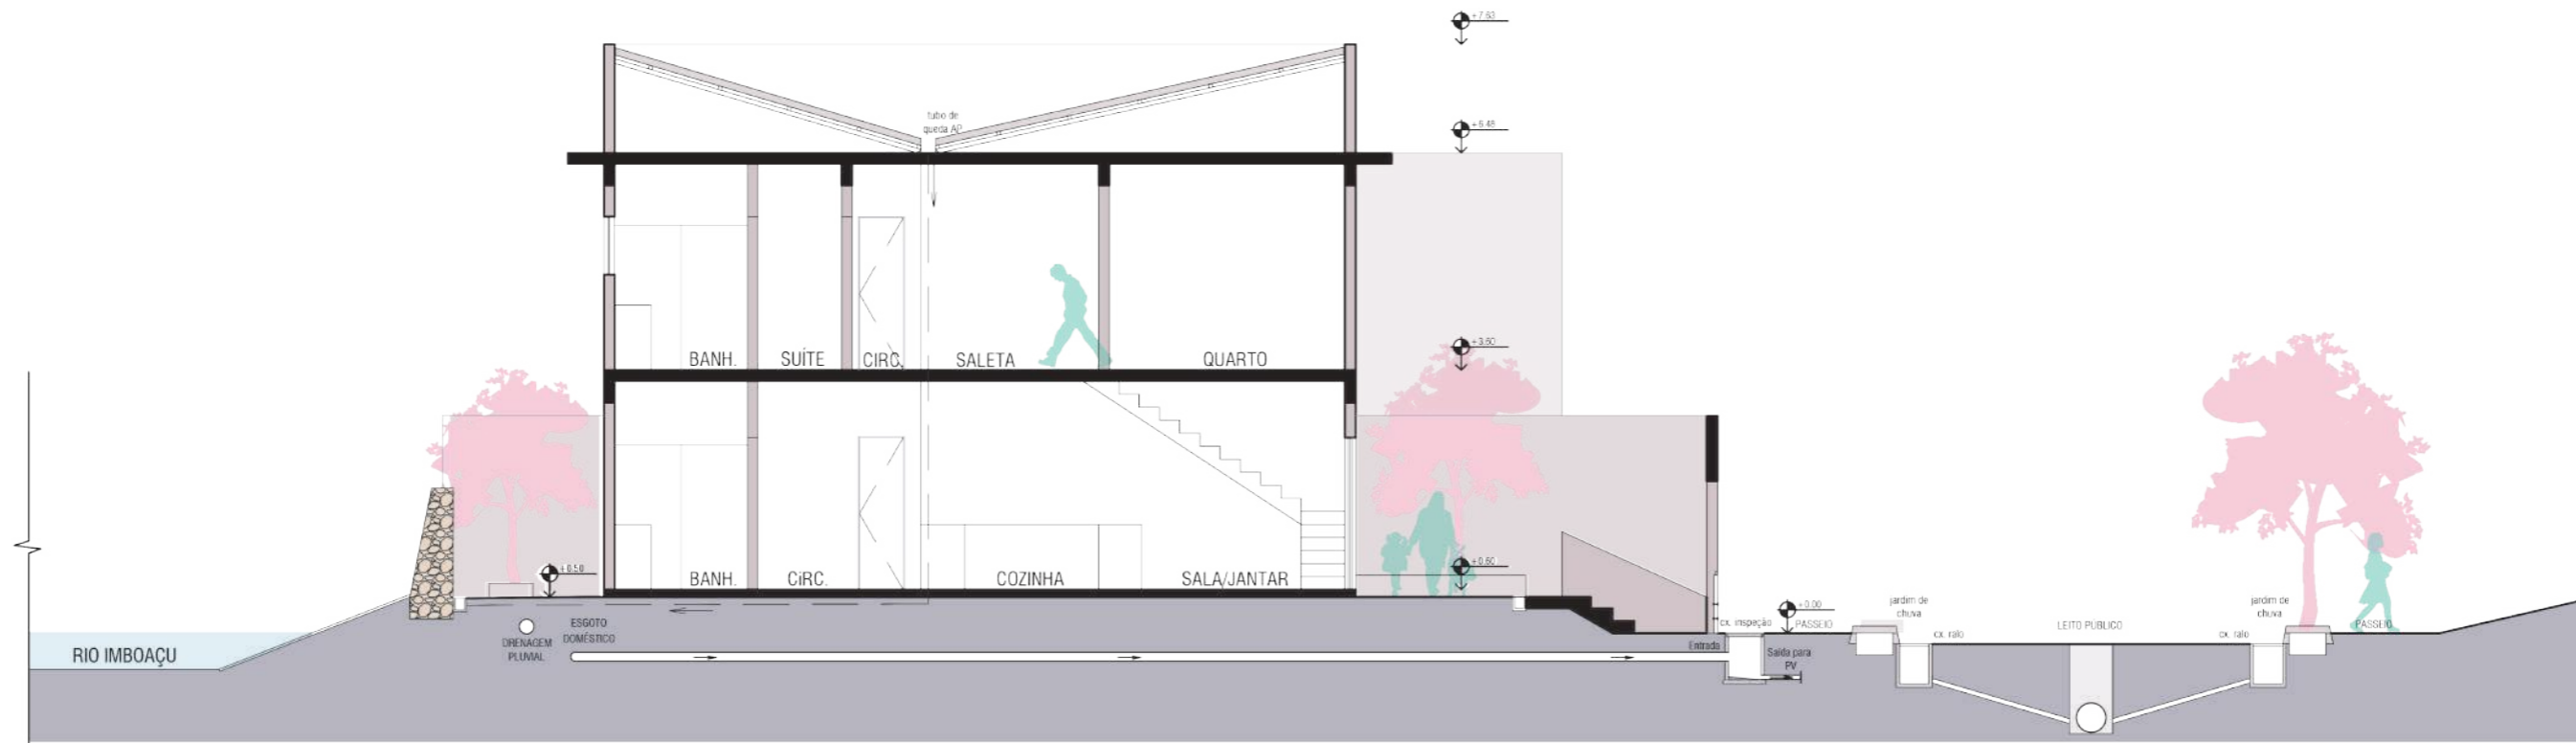 +7.63
tubo de
queda AP
+6.48
BANH.
SUÍTE
CIRC.
SALETA
QUARTO
+3.50
+0.50
BANH.
CiRC.
COZINHA
SALA/JANTAR
+0.50
RIO IMBOAÇU
DRENAGEM
PLUVIAL
ESGOTO
DOMÉSTICO
cx. inspeção
Entrada
+0.00
PASSEIO
Saída para
PV
jardim de
chuva
cx. ralo
LEITO PÚBLICO
cx. ralo
jardim de
chuva
PASSEIO